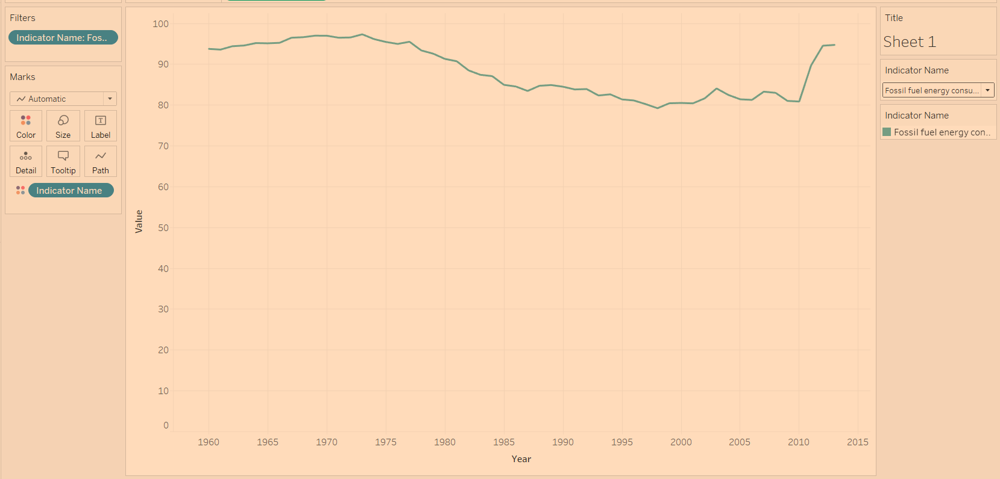 Filters
Indicator Name: Fos..
Marks
Automatic
Color
Size
T
Label
Detail
Tooltip
Path
Indicator Name
100
90
80
70
60
50
40
30
20
10
0
Value
1960
1965
1970
1975
1980
1985
1990
1995
2000
2005
2010
2015
Year
Title
Sheet 1
Indicator Name
Fossil fuel energy consu...
Indicator Name
Fossil fuel energy con..